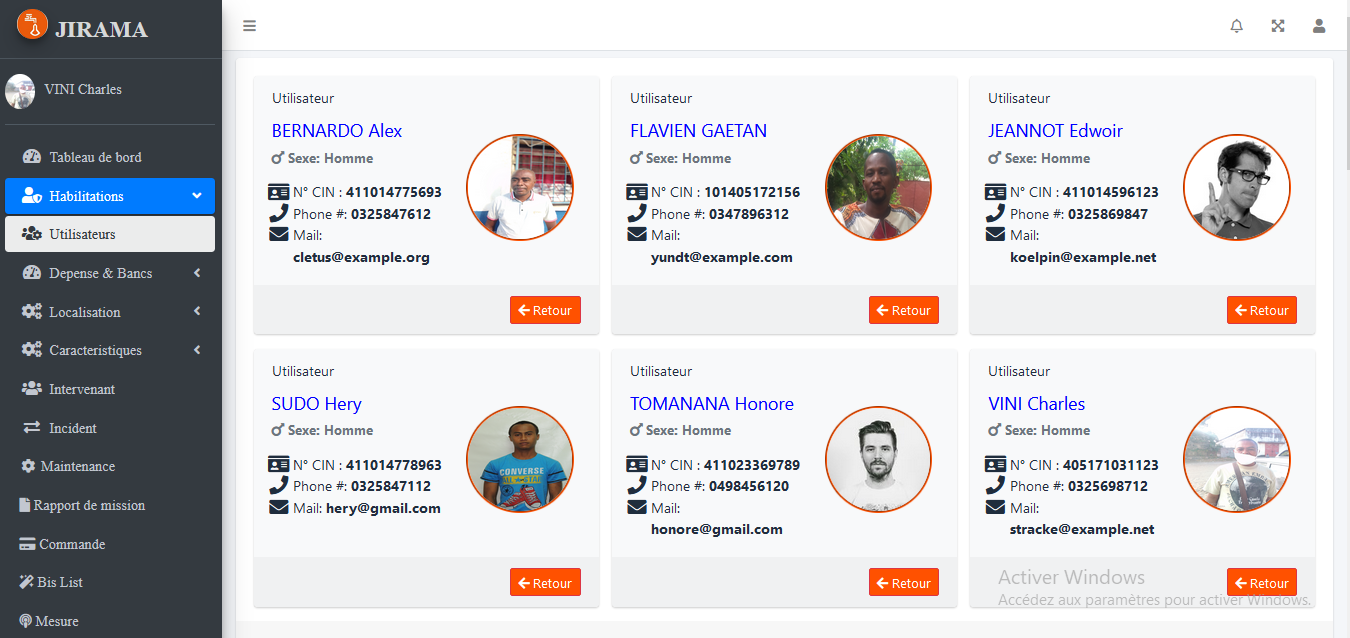 JIRAMA
VINI Charles
Tableau de bord
Habilitations
Utilisateurs
Depense & Bancs
Localisation
Caracteristiques
Intervenant
Incident
Maintenance
Rapport de mission
Commande
Bis List
Mesure
Utilisateur
BERNARDO Alex
Sexe: Homme
N° CIN : 411014775693
Phone #: 0325847612
Mail:
cletus@example.org
Retour
Utilisateur
FLAVIEN GAETAN
Sexe: Homme
N° CIN : 101405172156
Phone #: 0347896312
Mail:
yundt@example.com
Retour
Utilisateur
JEANNOT Edwoir
Sexe: Homme
N° CIN : 411014596123
Phone #: 0325869847
Mail:
koelpin@example.net
Retour
Utilisateur
SUDO Hery
Sexe: Homme
N° CIN : 411014778963
Phone #: 0325847112
Mail: hery@gmail.com
CONVERSE
Retour
Utilisateur
TOMANANA Honore
Sexe: Homme
N° CIN : 411023369789
Phone #: 0498456120
Mail:
honore@gmail.com
Retour
Utilisateur
VINI Charles
Sexe: Homme
N° CIN : 405171031123
Phone #: 0325698712
Mail:
stracke@example.net
Retour
Activer Windows
Accédez aux paramètres pour activer Windows.